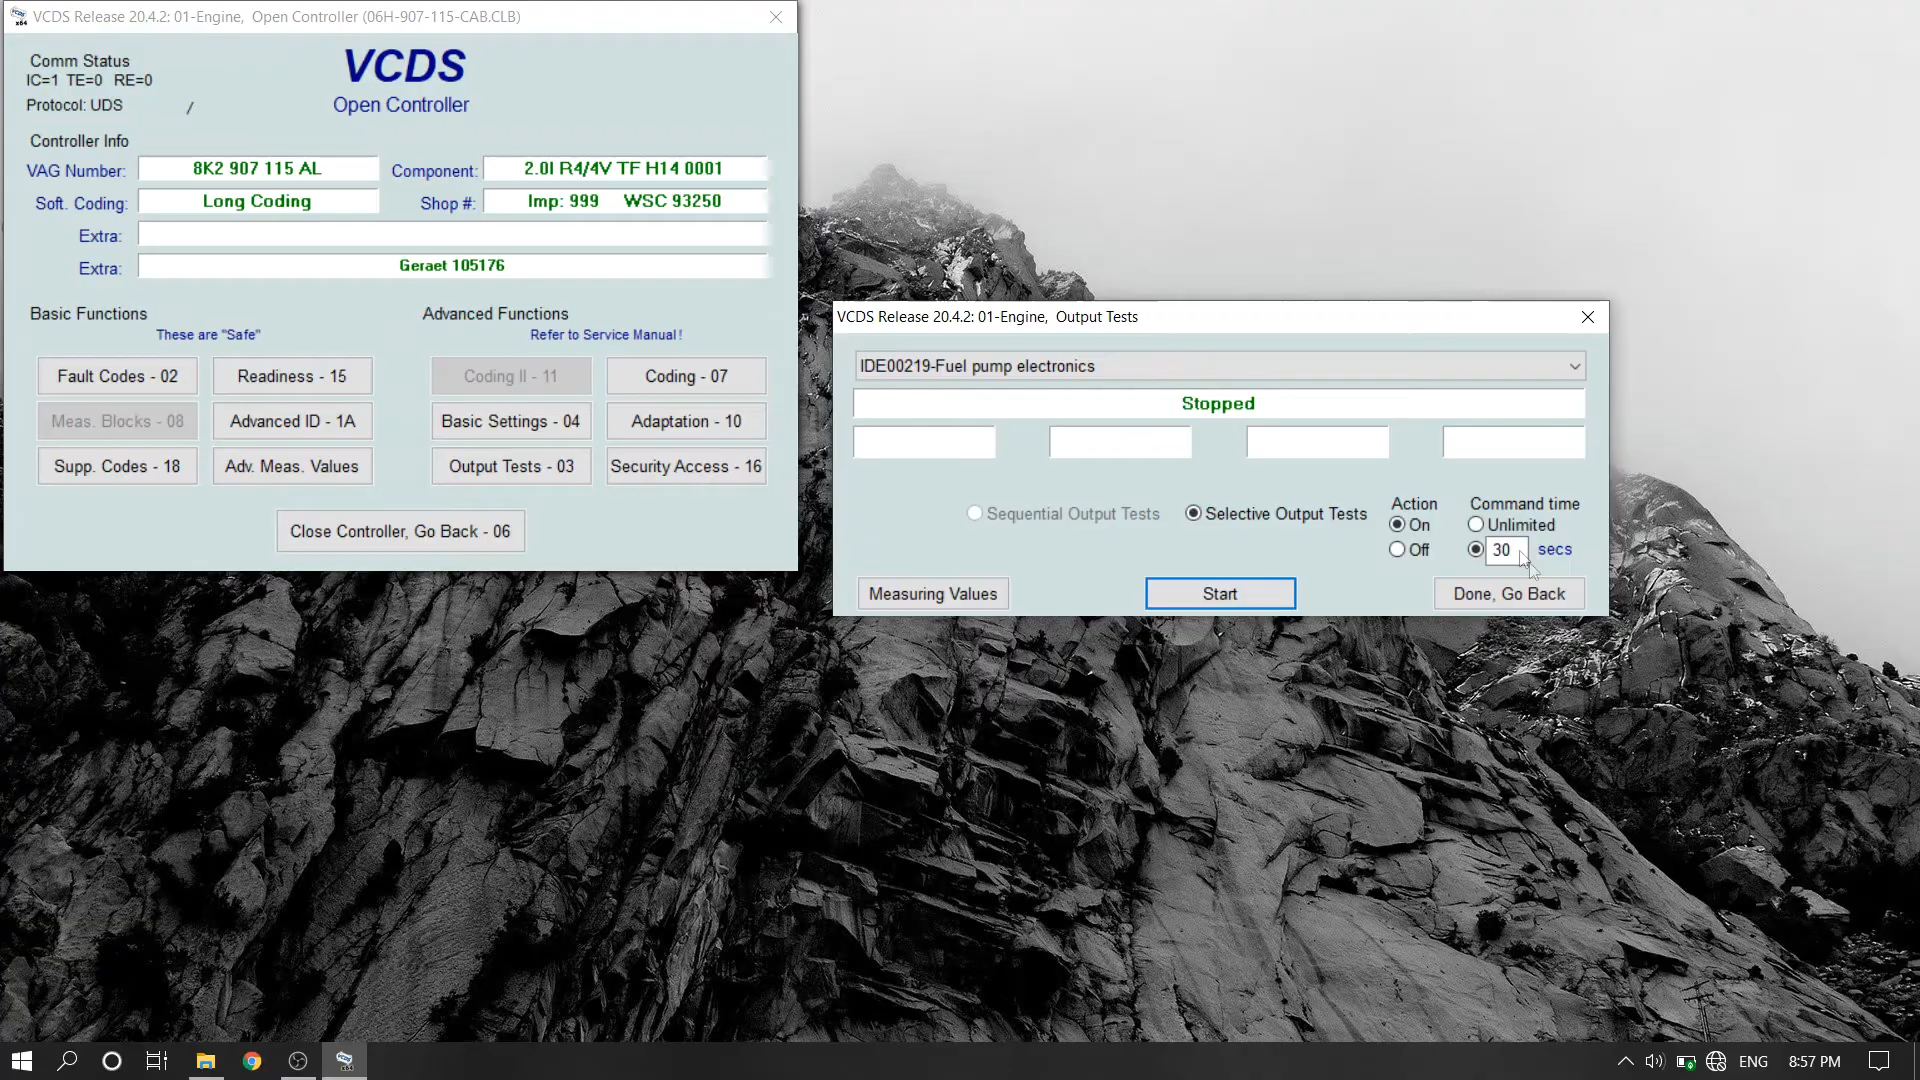 VCDS Release 20.4.2: 01-Engine,  Open Controller (06H-907-115-CAB.CLB)
Comm Status
IC=1 TE=0 RE=0
Protocol: UDS /
VCDS
Open Controller
Controller Info
VAG Number: 8K2 907 115 AL Component: 2.0l R4/4V TF H14 0001
Soft. Coding: Long Coding Shop #: Imp: 999 WSC 93250
Extra:
Extra: Geraet 105176
Basic Functions
These are "Safe"
Advanced Functions
Refer to Service Manual!
Fault Codes - 02
Readiness - 15
Coding II - 11
Coding - 07
Meas. Blocks - 08
Advanced ID - 1A
Basic Settings - 04
Adaptation - 10
Supp. Codes - 18
Adv. Meas. Values
Output Tests - 03
Security Access - 16
Close Controller, Go Back - 06
VCDS Release 20.4.2: 01-Engine,  Output Tests
IDE00219-Fuel pump electronics
Stopped
Sequential Output Tests
Selective Output Tests
Action
On
Off
Command time
Unlimited
30 secs
Measuring Values
Start
Done, Go Back
ENG
8:57 PM